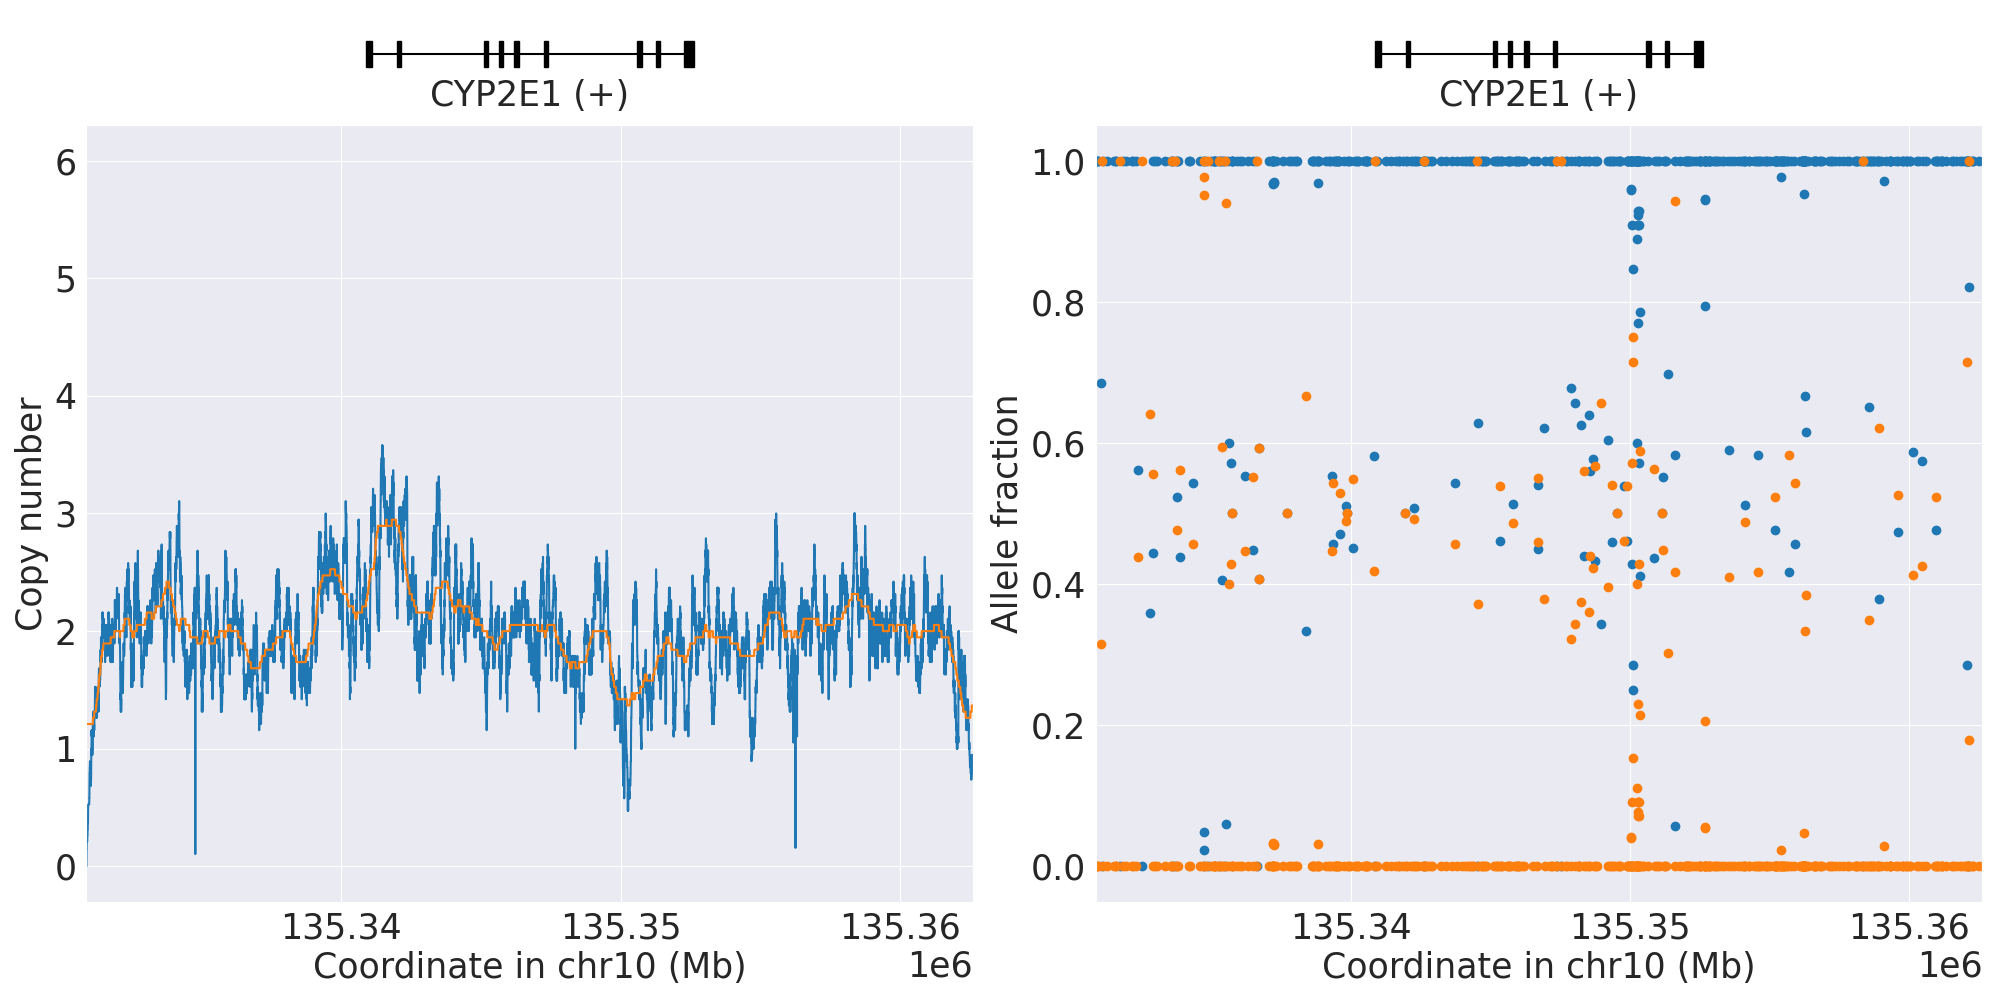 CYP2E1 (+)
6
5
4
3
2
1
0
Copy number
135.34 135.35 135.36
Coordinate in chr10 (Mb)
1e6
CYP2E1 (+)
1.0
0.8
0.6
0.4
0.2
0.0
Allele fraction
135.34 135.35 135.36
Coordinate in chr10 (Mb)
1e6